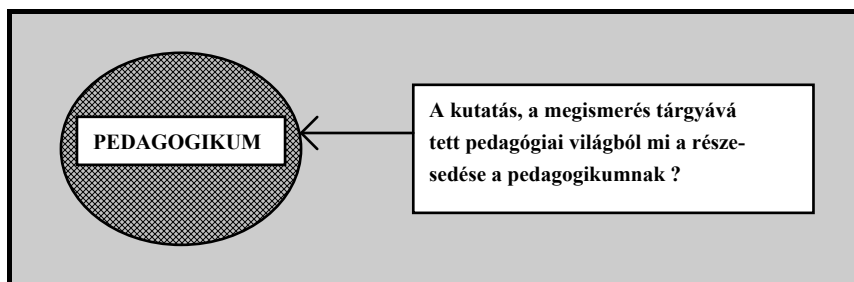 PEDAGOGIKUM
A kutatás, a megismerés tárgyává
tett pedagógiai világból mi a része-
sedése a pedagogikumnak ?